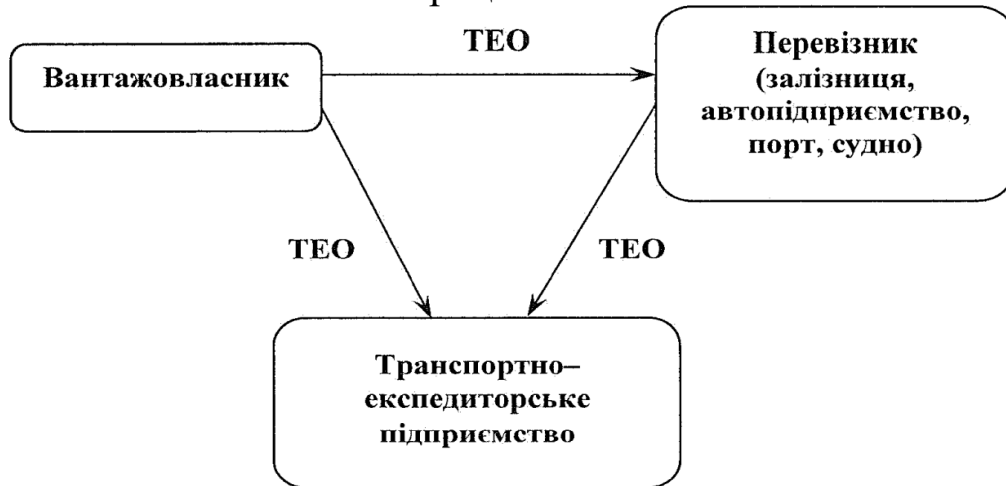 ТЕО
Вантажовласник
Перевізник
(залізниця,
автопідприємство,
порт, судно)
ТЕО
ТЕО
Транспортно–
експедиторське
підприємство